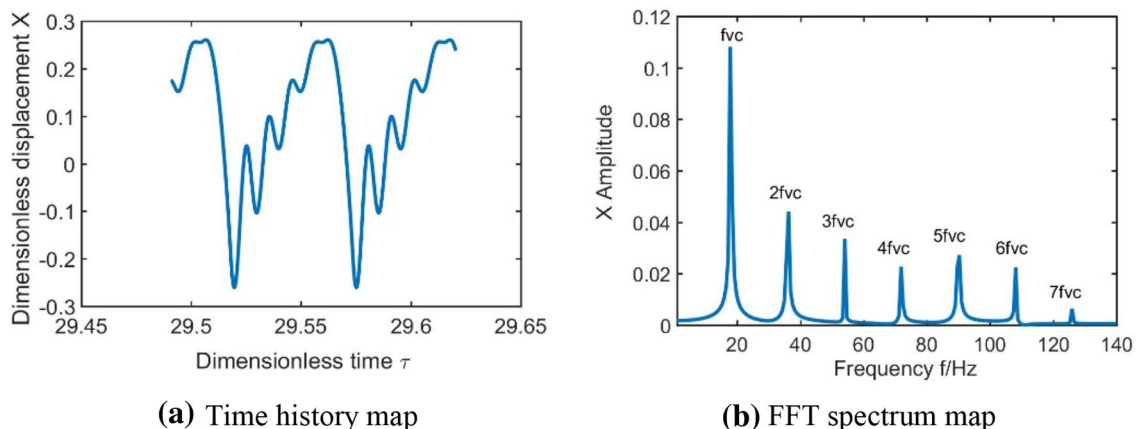 0.3
0.2
0.1
0
-0.1
-0.2
-0.3
Dimensionless displacement X
29.45 29.5 29.55 29.6 29.65
Dimensionless time τ
(a) Time history map
0.12
0.1
0.08
0.06
0.04
0.02
0
X Amplitude
fvc
2fvc
3fvc
4fvc
5fvc
6fvc
7fvc
20 40 60 80 100 120 140
Frequency f/Hz
(b) FFT spectrum map